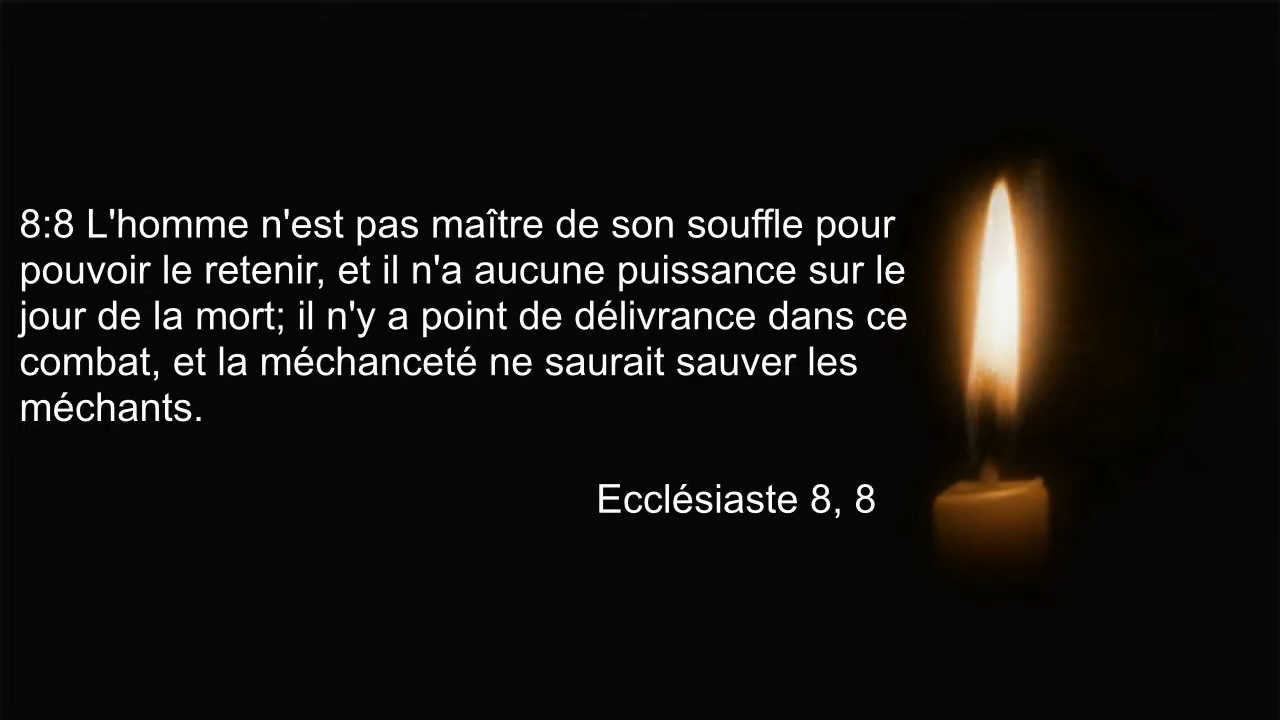 8:8 L'homme n'est pas maître de son souffle pour
pouvoir le retenir, et il n'a aucune puissance sur le
jour de la mort; il n'y a point de délivrance dans ce
combat, et la méchanceté ne saurait sauver les
méchants.
Ecclésiaste 8, 8